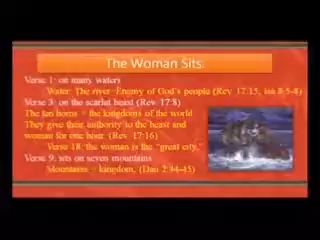 The Woman Sits.
Verse 1: on many waters
Water: The river: Enemy of God's people (Rev. 17:15, isa 8:5-8)
Verse 3: on the scarlet beast (Rev. 17:8)
The ten horns = the kingdoms of the world
They give their authority to the beast and
woman for one hour. (Rev. 17:16)
Verse 18: the woman is the "great city,"
Verse 9: sits on seven mountains
Mountains = kingdom, (Dan 2:44-45)